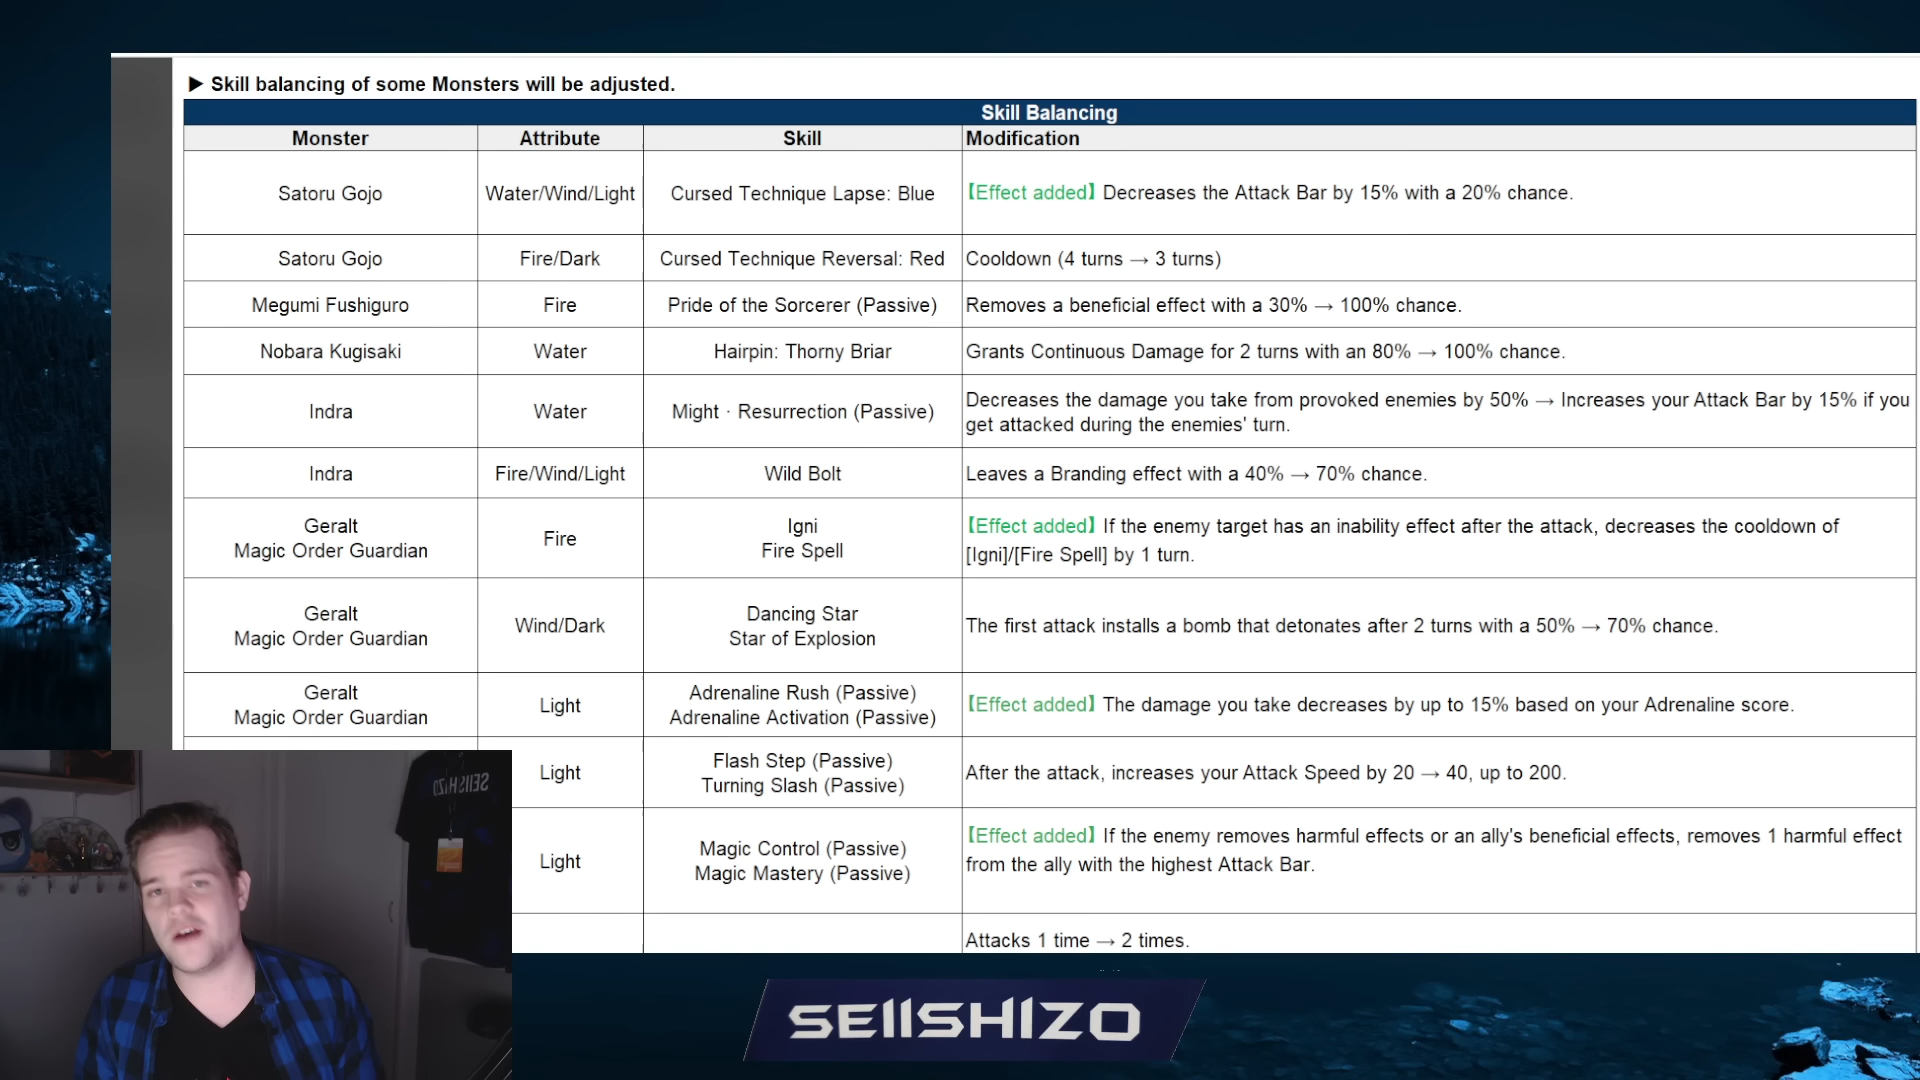 ▶ Skill balancing of some Monsters will be adjusted.
Skill Balancing
Monster Attribute Skill Modification
Satoru Gojo Water/Wind/Light Cursed Technique Lapse: Blue 【Effect added】 Decreases the Attack Bar by 15% with a 20% chance.
Satoru Gojo Fire/Dark Cursed Technique Reversal: Red Cooldown (4 turns → 3 turns)
Megumi Fushiguro Fire Pride of the Sorcerer (Passive) Removes a beneficial effect with a 30% → 100% chance.
Nobara Kugisaki Water Hairpin: Thorny Briar Grants Continuous Damage for 2 turns with an 80% → 100% chance.
Indra Water Might · Resurrection (Passive) Decreases the damage you take from provoked enemies by 50% → Increases your Attack Bar by 15% if you
get attacked during the enemies' turn.
Indra Fire/Wind/Light Wild Bolt Leaves a Branding effect with a 40% → 70% chance.
Geralt
Magic Order Guardian
Fire
Igni
Fire Spell
【Effect added】 If the enemy target has an inability effect after the attack, decreases the cooldown of
[Igni]/[Fire Spell] by 1 turn.
Geralt
Magic Order Guardian
Wind/Dark
Dancing Star
Star of Explosion
The first attack installs a bomb that detonates after 2 turns with a 50% → 70% chance.
Geralt
Magic Order Guardian
Light
Adrenaline Rush (Passive)
Adrenaline Activation (Passive)
【Effect added】 The damage you take decreases by up to 15% based on your Adrenaline score.
Light
Flash Step (Passive)
Turning Slash (Passive)
After the attack, increases your Attack Speed by 20 → 40, up to 200.
Light
Magic Control (Passive)
Magic Mastery (Passive)
【Effect added】 If the enemy removes harmful effects or an ally's beneficial effects, removes 1 harmful effect
from the ally with the highest Attack Bar.
Attacks 1 time → 2 times.
SEIISHIZO
SEIISHIZO